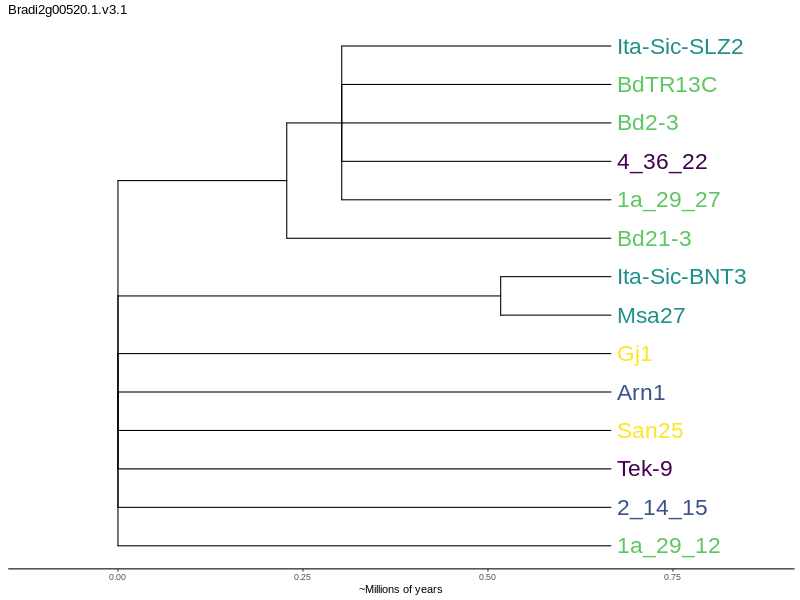 Bradi2g00520.1.v3.1
Ita-Sic-SLZ2
BdTR13C
Bd2-3
4_36_22
1a_29_27
Bd21-3
Ita-Sic-BNT3
Msa27
Gj1
Arn1
San25
Tek-9
2_14_15
1a_29_12
0.00 0.25 0.50 0.75
~Millions of years